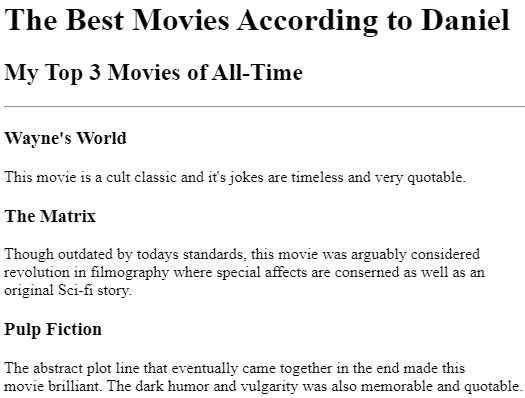 The Best Movies According to Daniel
My Top 3 Movies of All-Time
Wayne's World
This movie is a cult classic and it's jokes are timeless and very quotable.
The Matrix
Though outdated by todays standards, this movie was arguably considered
revolution in filmography where special affects are conserned as well as an
original Sci-fi story.
Pulp Fiction
The abstract plot line that eventually came together in the end made this
movie brilliant. The dark humor and vulgarity was also memorable and quotable.